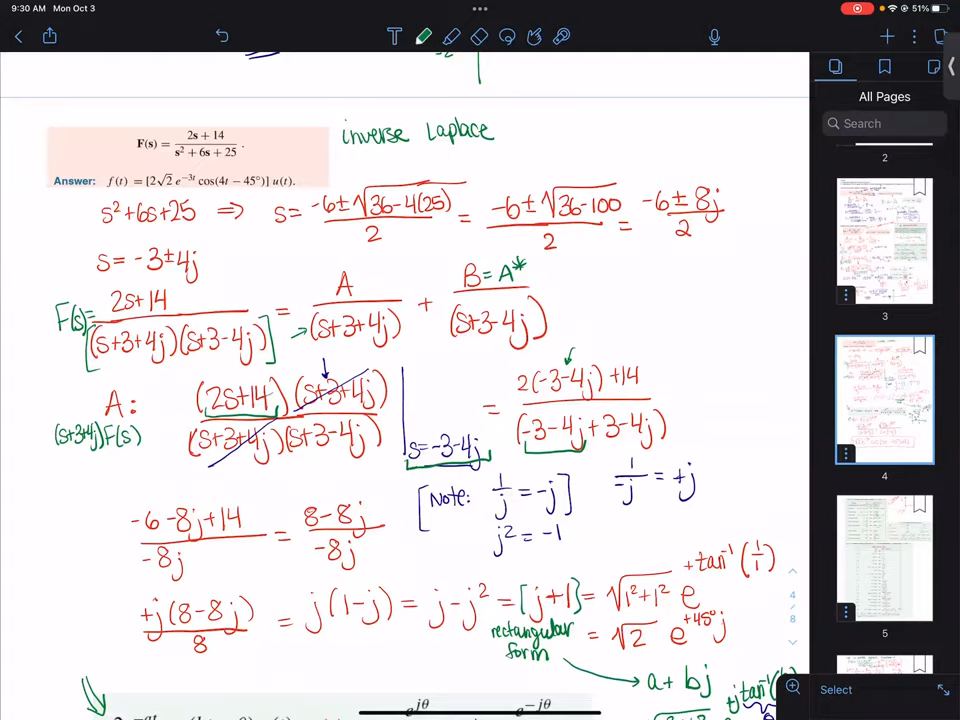 9:30 AM Mon Oct 3
51%
All Pages
Search
2
3
4
5
4
/
8
Select
-2
F(s) = (2s + 14)/(s² + 6s + 25) .
inverse Laplace
Answer: f(t) = [2√2 e⁻³ᵗ cos(4t − 45°)] u(t).
s²+6s+25 ⇒ s = (-6±√(36-4(25)))/2 = (-6±√(36-100))/2 = (-6±8j)/2
s = -3±4j
F(s)= (2s+14)/[(s+3+4j)(s+3-4j)] = A/(s+3+4j) + B=A*/(s+3-4j)
A: (2s+14)(s+3+4j)/((s+3+4j)(s+3-4j)) | s=-3-4j = (2(-3-4j)+14)/(-3-4j+3-4j)
(s+3+4j)F(s)
[Note: 1/j = -j] 1/-j = +j
j² = -1
(-6-8j+14)/(-8j) = (8-8j)/(-8j)
+j(8-8j)/8 = j(1-j) = j-j² = [j+1] = √(1²+1²) e^(+tan⁻¹(1/1))
rectangular form
= √2 e^(+45°j)
a+bj
e^(jθ) e^(-jθ)